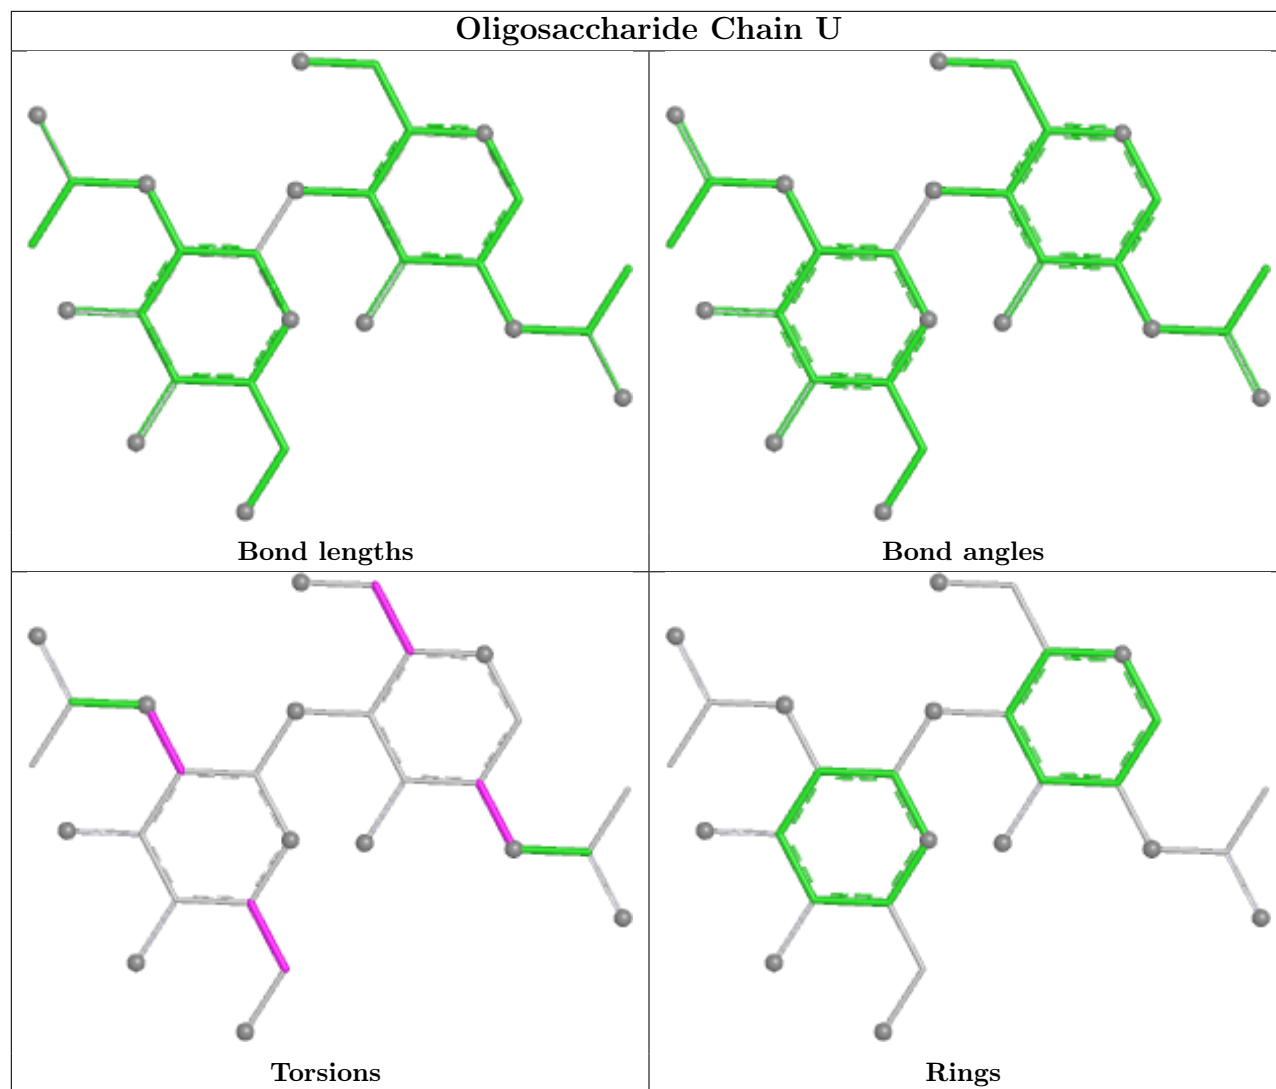 Oligosaccharide Chain U
Bond lengths
Bond angles
Torsions
Rings